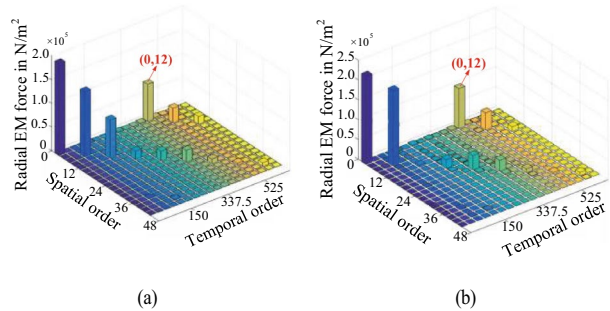 (a)
×10⁵
Radial EM force in N/m²
2.0
1.5
1.0
0.5
0
(0,12)
12
24
36
48
Spatial order
150
337.5
525
Temporal order
(b)
×10⁵
Radial EM force in N/m²
2.5
2.0
1.5
1.0
0.5
0
(0,12)
12
24
36
48
Spatial order
150
337.5
525
Temporal order
(a)
(b)